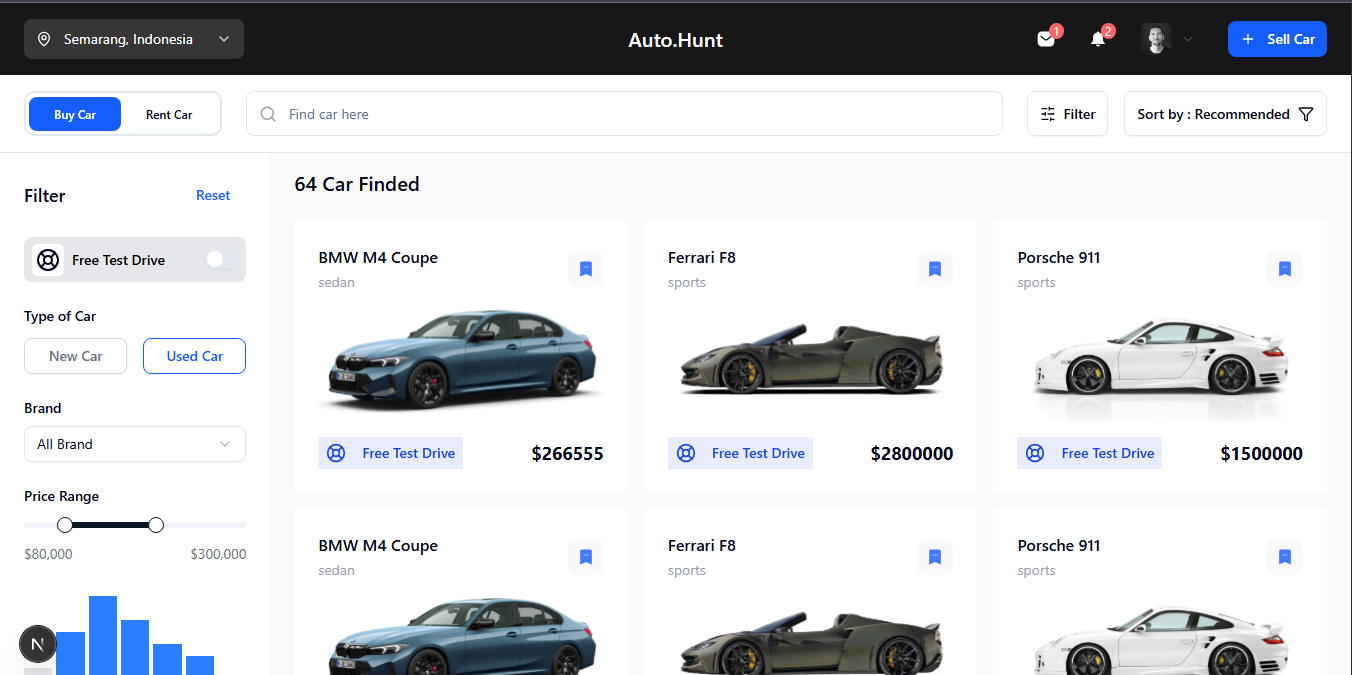 Semarang, Indonesia
Auto.Hunt
1
2
+ Sell Car
Buy Car
Rent Car
Find car here
Filter
Sort by : Recommended
Filter
Reset
Free Test Drive
Type of Car
New Car
Used Car
Brand
All Brand
Price Range
$80,000
$300,000
N
64 Car Finded
BMW M4 Coupe
sedan
Free Test Drive
$266555
Ferrari F8
sports
Free Test Drive
$2800000
Porsche 911
sports
Free Test Drive
$1500000
BMW M4 Coupe
sedan
Ferrari F8
sports
Porsche 911
sports